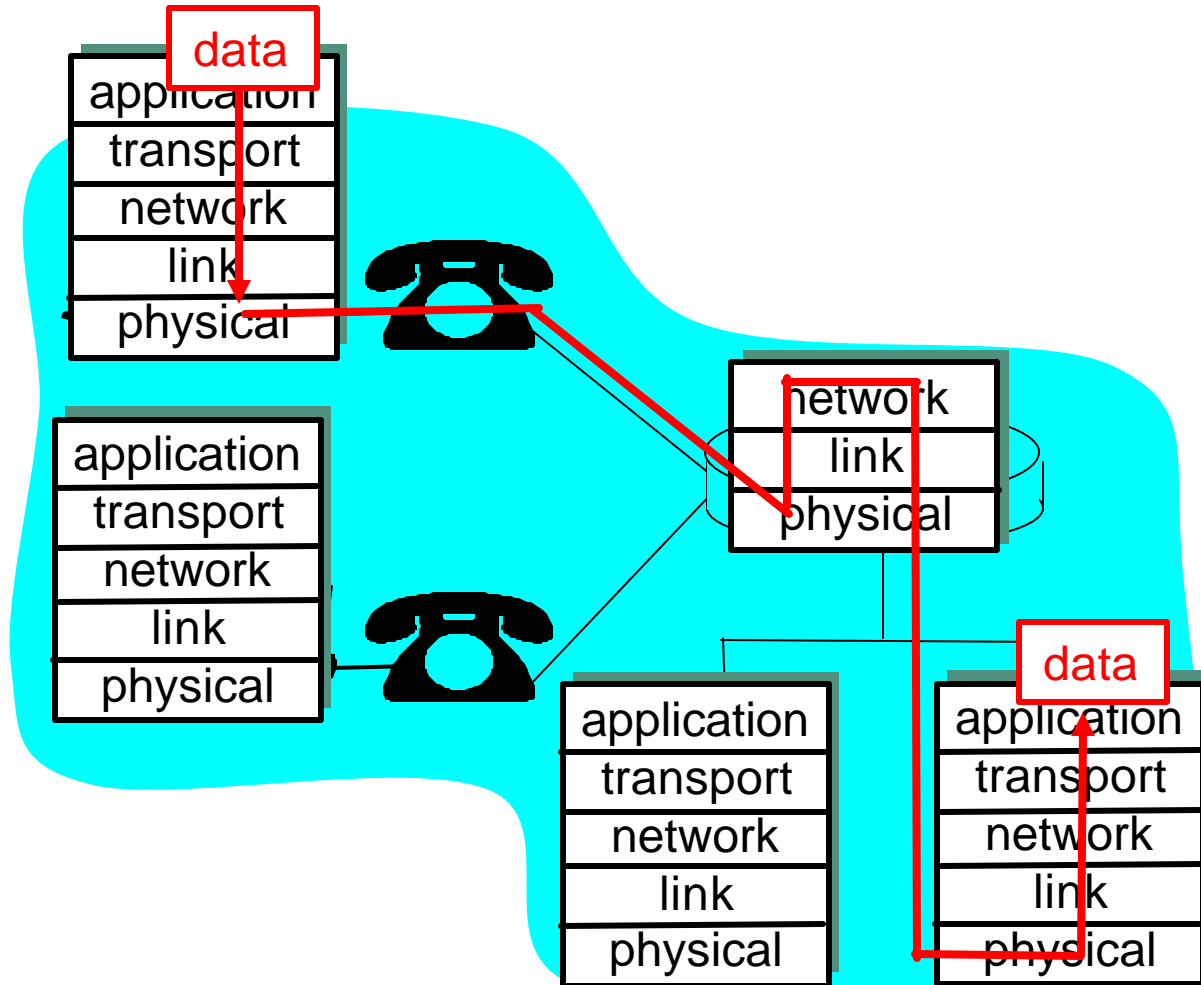 data
application
transport
network
link
physical
application
transport
network
link
physical
network
link
physical
application
transport
network
link
physical
data
application
transport
network
link
physical